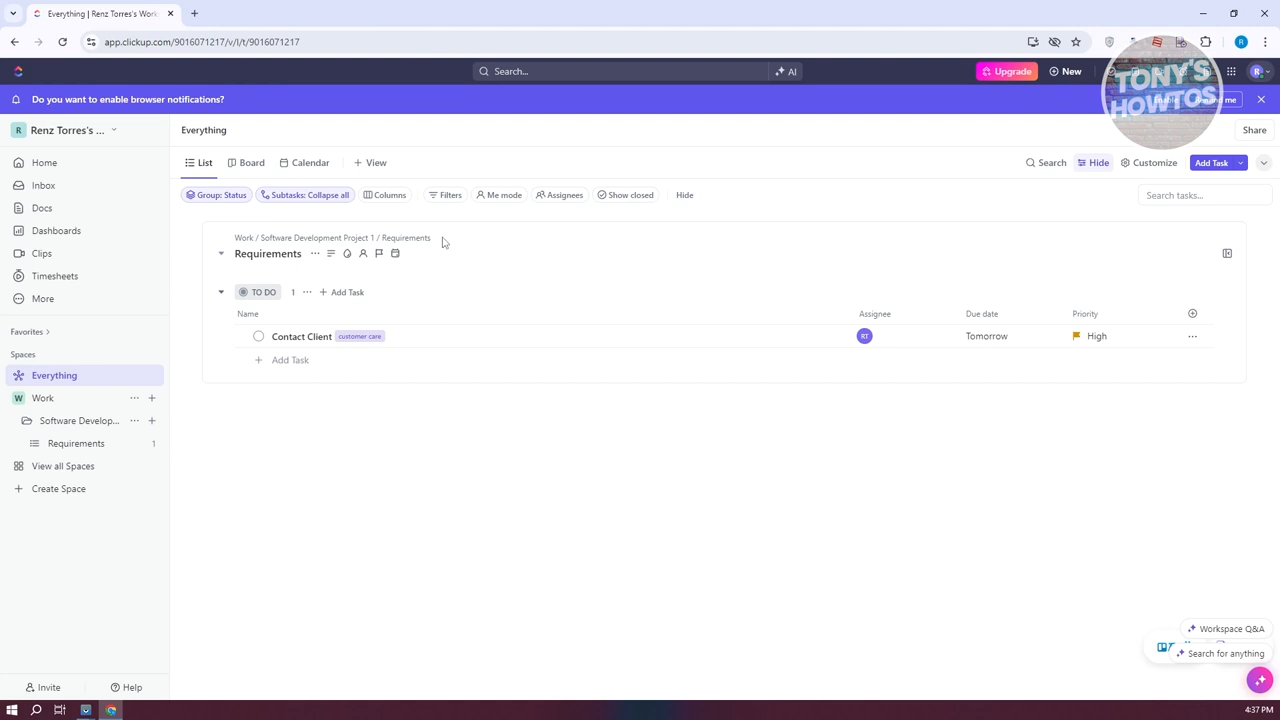 Everything | Renz Torres's Work
app.clickup.com/9016071217/v/l/t/9016071217
R
Search...
AI
Upgrade
New
R
Do you want to enable browser notifications?
Enable
Remind me
TONY'S
HOWTOS
R
Renz Torres's ...
Everything
Share
Home
Inbox
Docs
Dashboards
Clips
Timesheets
More
Favorites
Spaces
Everything
W
Work
Software Develop...
Requirements
1
View all Spaces
Create Space
Invite
Help
List
Board
Calendar
View
Search
Hide
Customize
Add Task
Group: Status
Subtasks: Collapse all
Columns
Filters
Me mode
Assignees
Show closed
Hide
Search tasks...
Work / Software Development Project 1 / Requirements
Requirements
TO DO
1
Add Task
Name
Assignee
Due date
Priority
Contact Client
customer care
RT
Tomorrow
High
Add Task
Workspace Q&A
Search for anything
4:37 PM